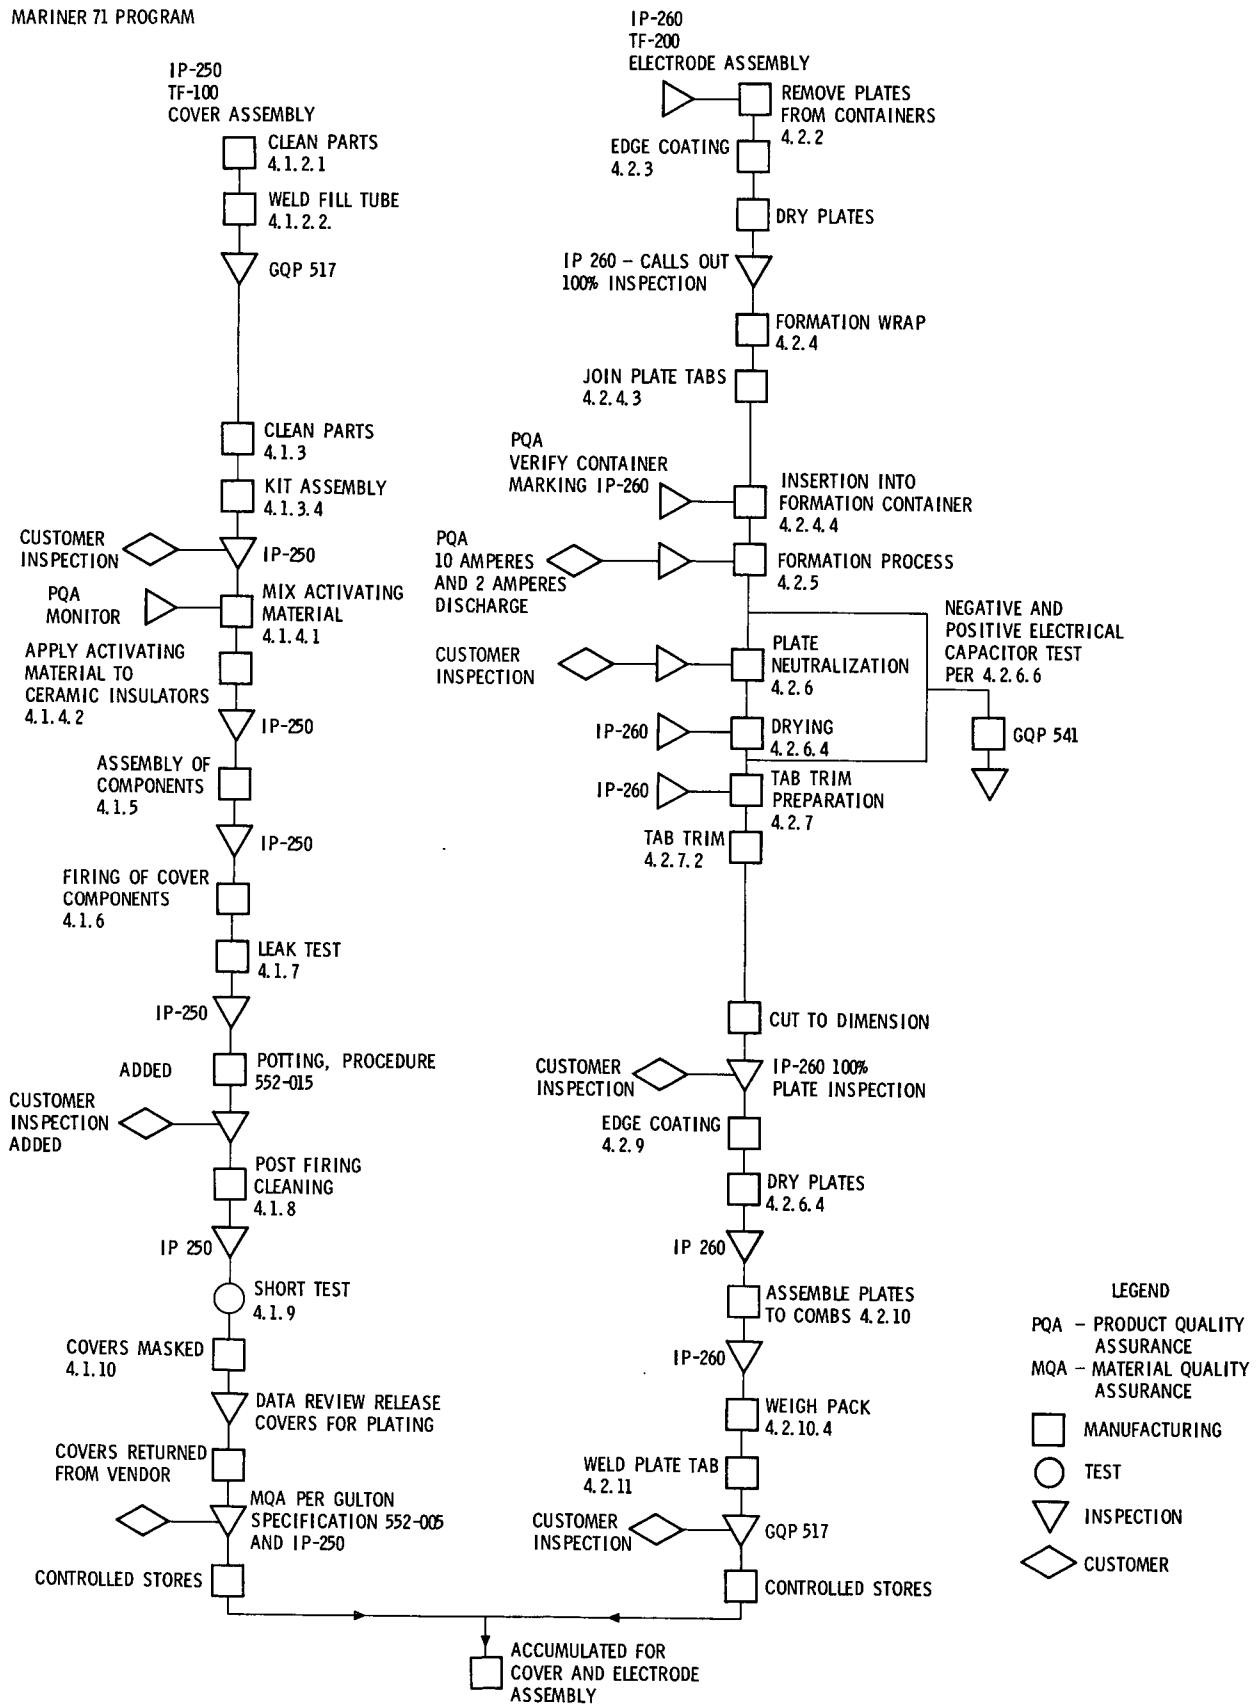 MARINER 71 PROGRAM
IP-250
TF-100
COVER ASSEMBLY
CLEAN PARTS
4.1.2.1
WELD FILL TUBE
4.1.2.2.
GQP 517
CLEAN PARTS
4.1.3
KIT ASSEMBLY
4.1.3.4
CUSTOMER
INSPECTION
IP-250
PQA
MONITOR
MIX ACTIVATING
MATERIAL
4.1.4.1
APPLY ACTIVATING
MATERIAL TO
CERAMIC INSULATORS
4.1.4.2
IP-250
ASSEMBLY OF
COMPONENTS
4.1.5
IP-250
FIRING OF COVER
COMPONENTS
4.1.6
LEAK TEST
4.1.7
IP-250
ADDED
POTTING, PROCEDURE
552-015
CUSTOMER
INSPECTION
ADDED
POST FIRING
CLEANING
4.1.8
IP 250
SHORT TEST
4.1.9
COVERS MASKED
4.1.10
DATA REVIEW RELEASE
COVERS FOR PLATING
COVERS RETURNED
FROM VENDOR
MQA PER GULTON
SPECIFICATION 552-005
AND IP-250
CONTROLLED STORES
IP-260
TF-200
ELECTRODE ASSEMBLY
REMOVE PLATES
FROM CONTAINERS
4.2.2
EDGE COATING
4.2.3
DRY PLATES
IP 260 - CALLS OUT
100% INSPECTION
FORMATION WRAP
4.2.4
JOIN PLATE TABS
4.2.4.3
PQA
VERIFY CONTAINER
MARKING IP-260
INSERTION INTO
FORMATION CONTAINER
4.2.4.4
PQA
10 AMPERES
AND 2 AMPERES
DISCHARGE
FORMATION PROCESS
4.2.5
NEGATIVE AND
POSITIVE ELECTRICAL
CAPACITOR TEST
PER 4.2.6.6
CUSTOMER
INSPECTION
PLATE
NEUTRALIZATION
4.2.6
GQP 541
IP-260
DRYING
4.2.6.4
IP-260
TAB TRIM
PREPARATION
4.2.7
TAB TRIM
4.2.7.2
CUT TO DIMENSION
CUSTOMER
INSPECTION
IP-260 100%
PLATE INSPECTION
EDGE COATING
4.2.9
DRY PLATES
4.2.6.4
IP 260
ASSEMBLE PLATES
TO COMBS 4.2.10
IP-260
WEIGH PACK
4.2.10.4
WELD PLATE TAB
4.2.11
CUSTOMER
INSPECTION
GQP 517
CONTROLLED STORES
ACCUMULATED FOR
COVER AND ELECTRODE
ASSEMBLY
LEGEND
PQA - PRODUCT QUALITY
ASSURANCE
MQA - MATERIAL QUALITY
ASSURANCE
MANUFACTURING
TEST
INSPECTION
CUSTOMER